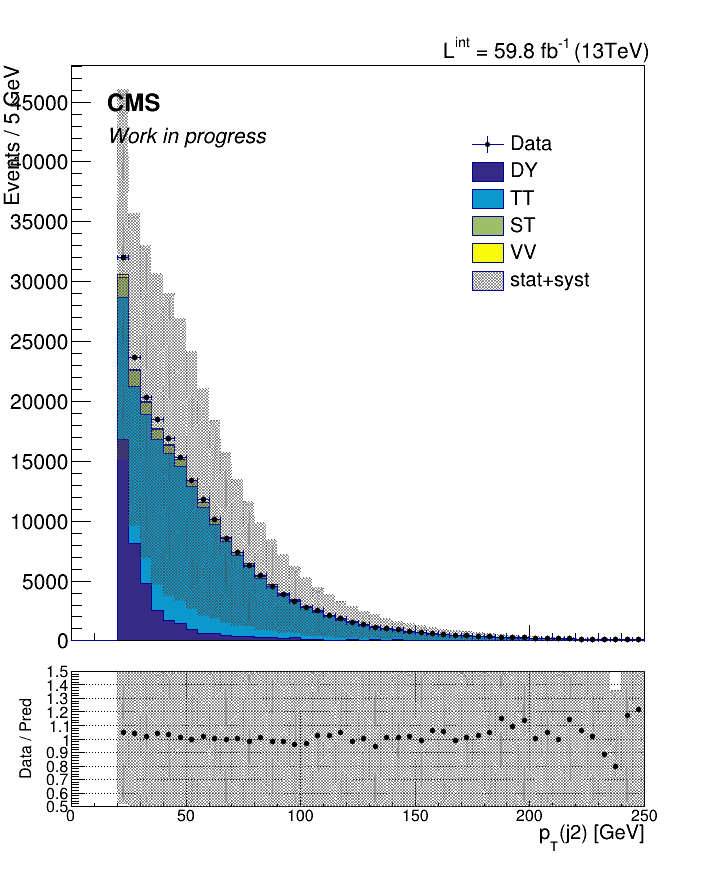 L^int = 59.8 fb^-1 (13TeV)
Events / 5 GeV
CMS
Work in progress
Data
DY
TT
ST
VV
stat+syst
45000
40000
35000
30000
25000
20000
15000
10000
5000
0
Data / Pred
1.5
1.4
1.3
1.2
1.1
1
0.9
0.8
0.7
0.6
0.5
0 50 100 150 200 250
p_T(j2) [GeV]